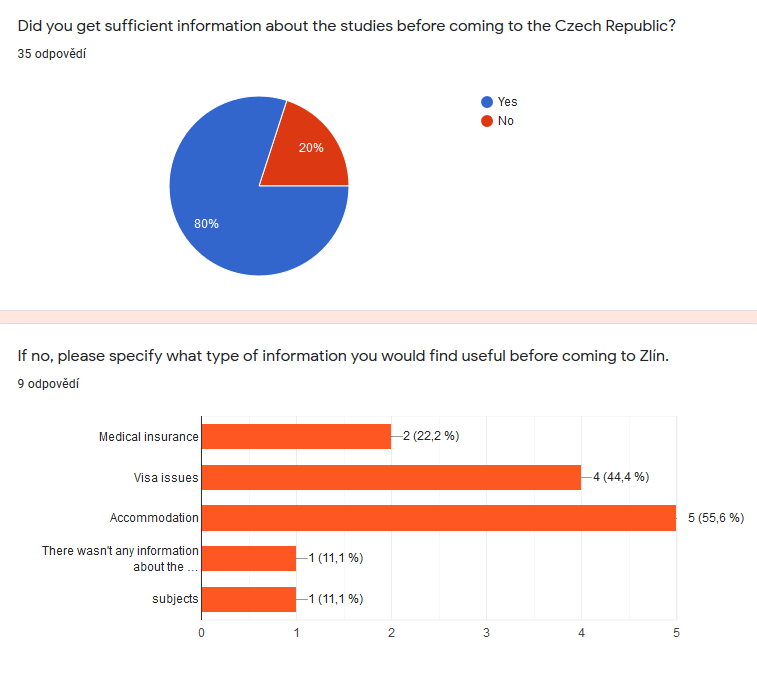 Did you get sufficient information about the studies before coming to the Czech Republic?
35 odpovědí
Yes
No
20%
80%
If no, please specify what type of information you would find useful before coming to Zlín.
9 odpovědí
Medical insurance
2 (22,2 %)
Visa issues
4 (44,4 %)
Accommodation
5 (55,6 %)
There wasn't any information
about the ...
1 (11,1 %)
subjects
1 (11,1 %)
0 1 2 3 4 5